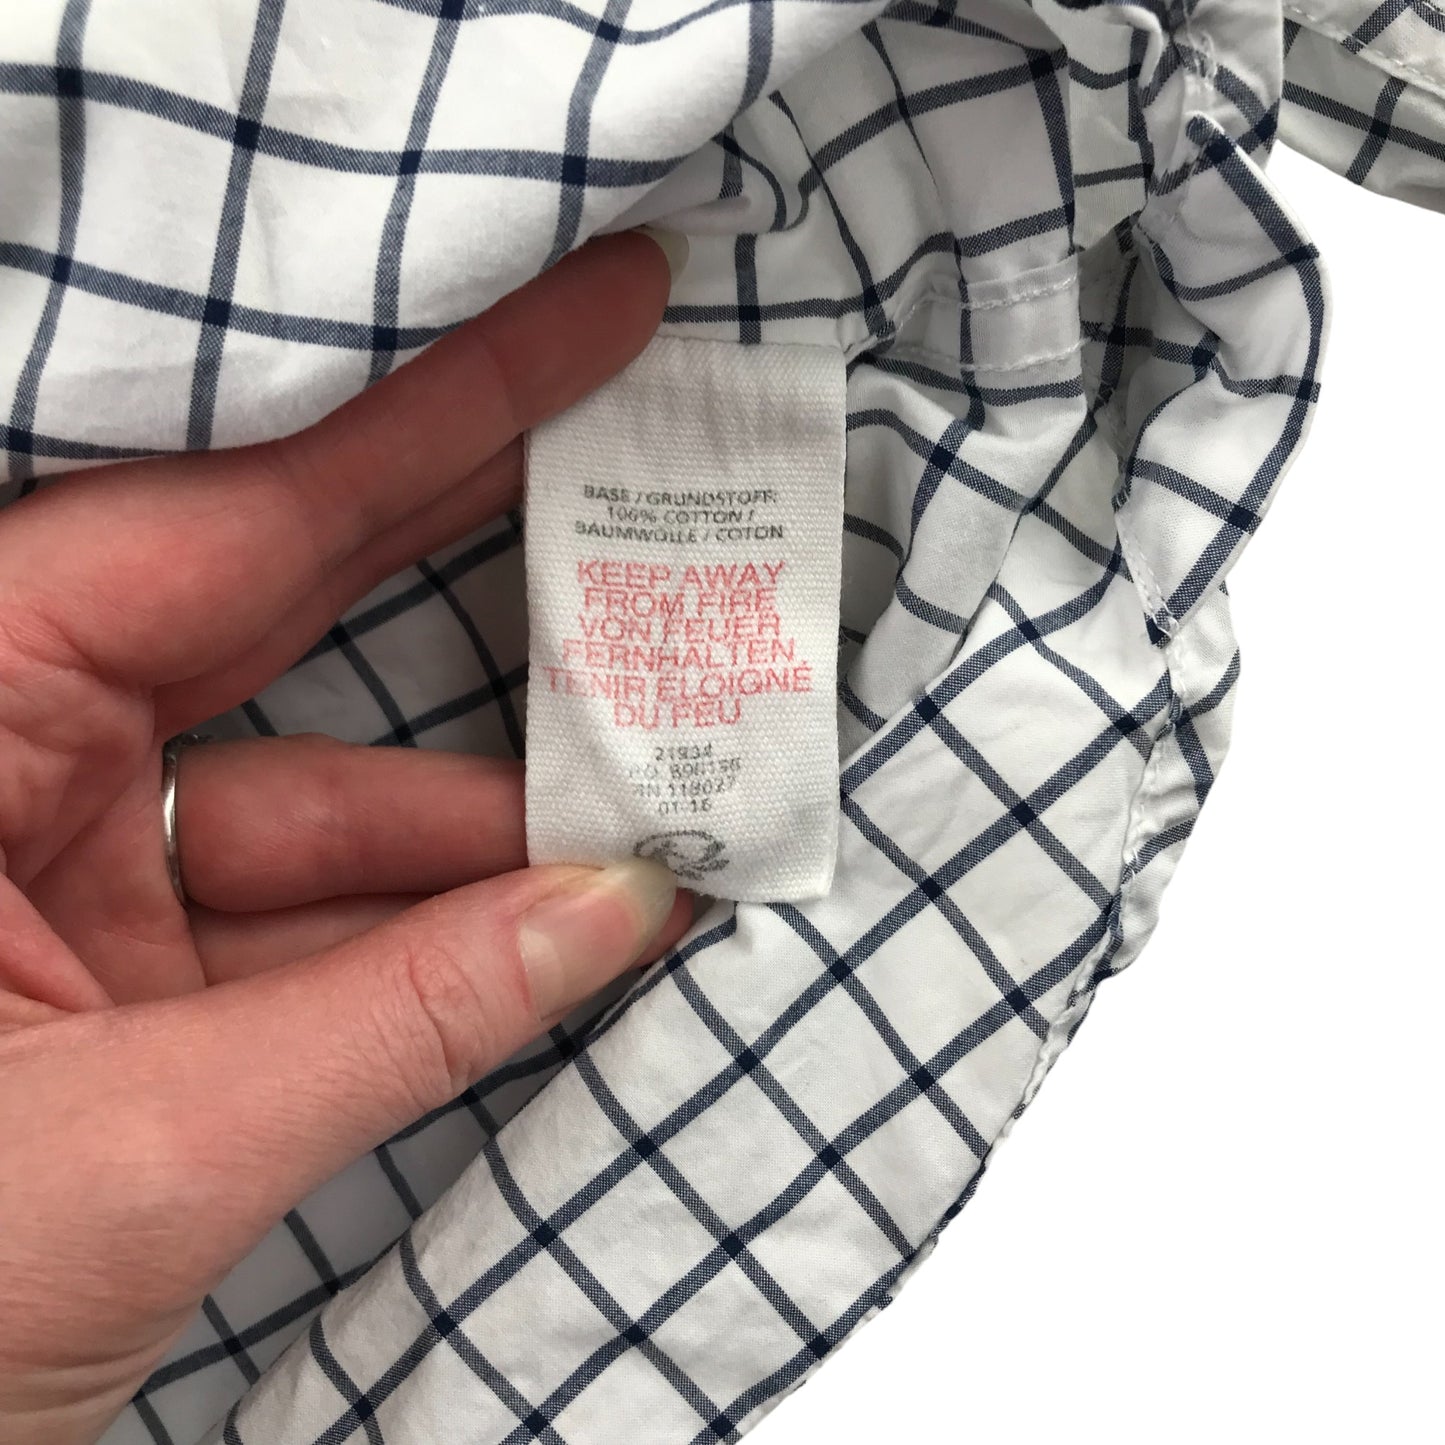 BASE / GRUNDSTOFF:
100% COTTON /
BAUMWOLLE / COTON
KEEP AWAY
FROM FIRE
VON FEUER
FERNHALTEN
TENIR ÉLOIGNÉ
DU FEU
21934
118027
01-16